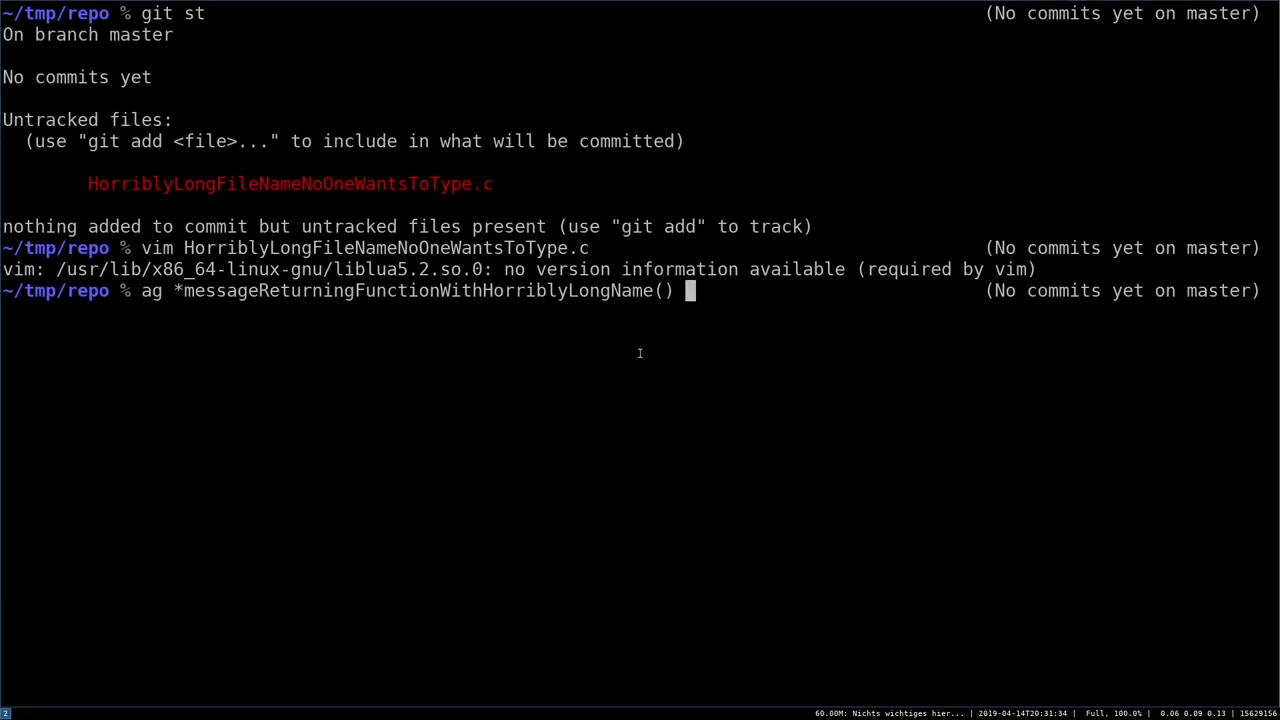 ~/tmp/repo % git st (No commits yet on master)
On branch master
No commits yet
Untracked files:
(use "git add <file>..." to include in what will be committed)
HorriblyLongFileNameNoOneWantsToType.c
nothing added to commit but untracked files present (use "git add" to track)
~/tmp/repo % vim HorriblyLongFileNameNoOneWantsToType.c (No commits yet on master)
vim: /usr/lib/x86_64-linux-gnu/liblua5.2.so.0: no version information available (required by vim)
~/tmp/repo % ag *messageReturningFunctionWithHorriblyLongName() (No commits yet on master)
2 60.00M: Nichts wichtiges hier... | 2019-04-14T20:31:34 | Full, 100.0% | 0.06 0.09 0.13 | 15629156